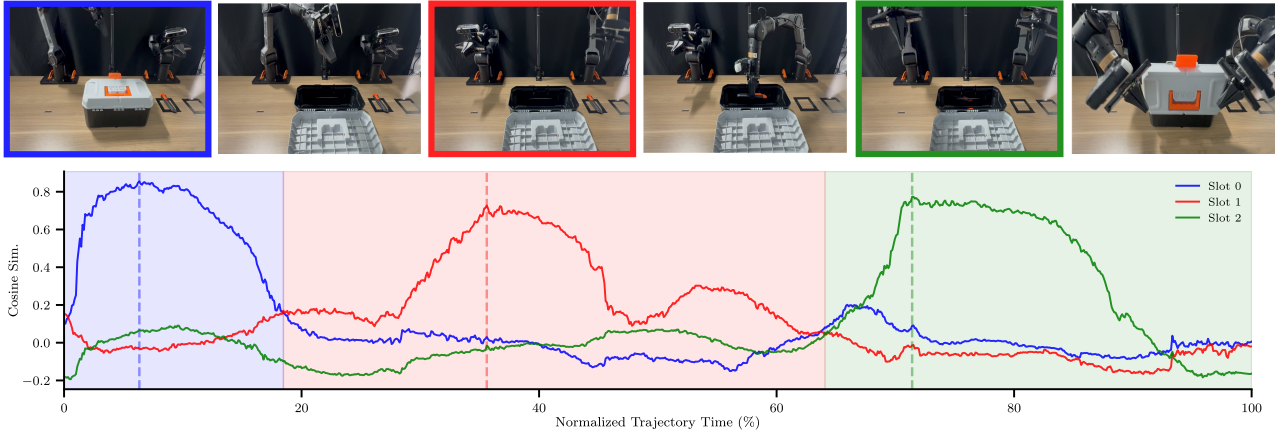 0.8
0.6
0.4
0.2
0.0
−0.2
Cosine Sim.
Slot 0
Slot 1
Slot 2
0 20 40 60 80 100
Normalized Trajectory Time (%)